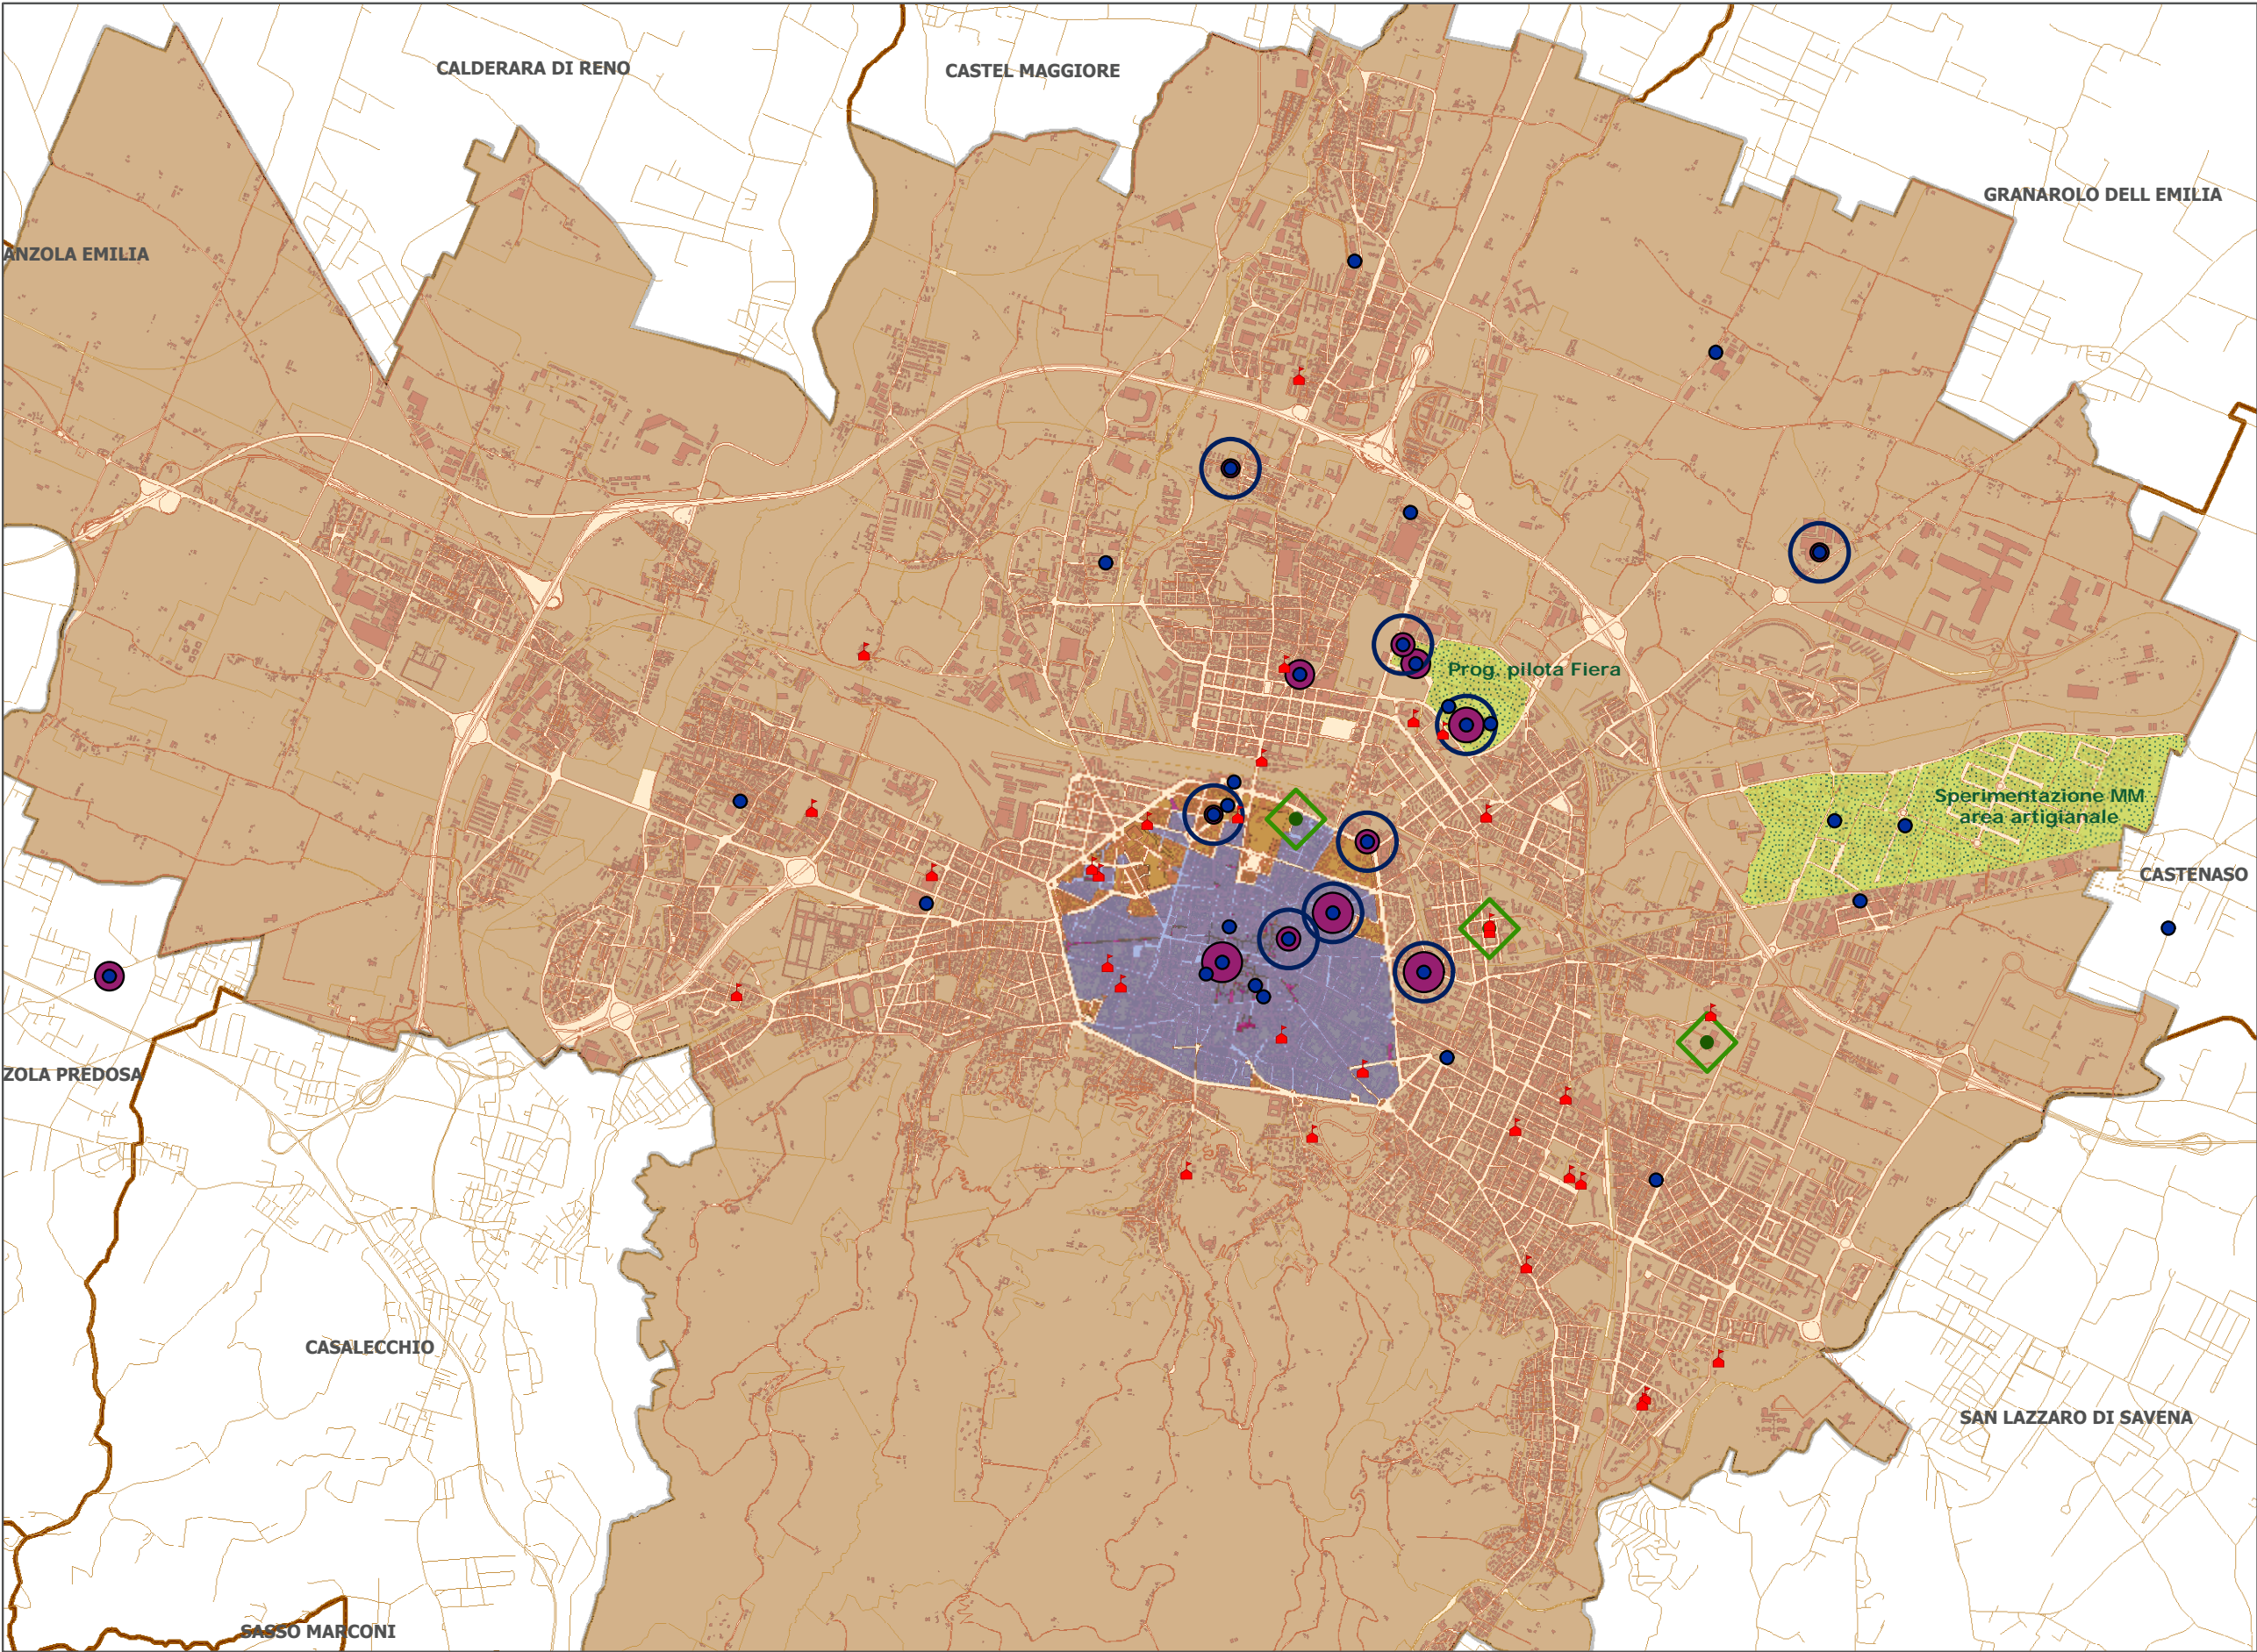 CALDERARA DI RENO
CASTEL MAGGIORE
GRANAROLO DELL EMILIA
ANZOLA EMILIA
Prog. pilota Fiera
Sperimentazione MM
area artigianale
CASTENASO
ZOLA PREDOSA
CASALECCHIO
SAN LAZZARO DI SAVENA
SASSO MARCONI